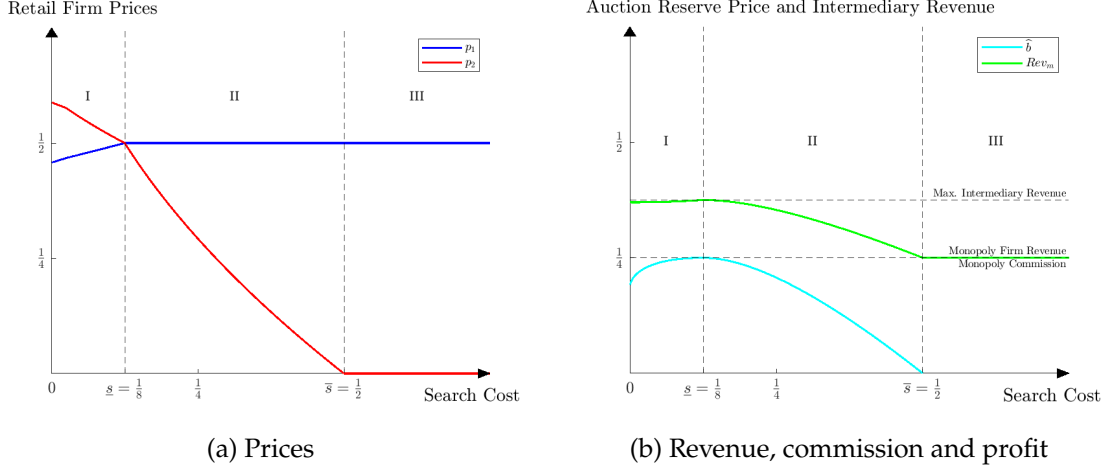 Retail Firm Prices
p₁
p₂
I
II
III
1/2
1/4
0
s̲ = 1/8
1/4
s̅ = 1/2
Search Cost
(a) Prices
Auction Reserve Price and Intermediary Revenue
b̂
Revₘ
I
II
III
1/2
Max. Intermediary Revenue
Monopoly Firm Revenue
1/4
Monopoly Commission
0
s̲ = 1/8
1/4
s̅ = 1/2
Search Cost
(b) Revenue, commission and profit